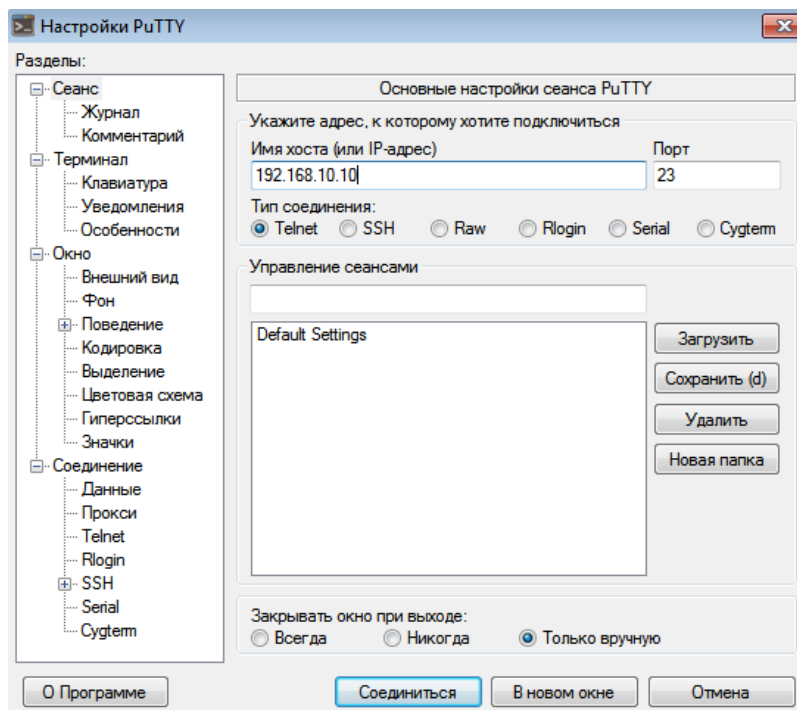 Настройки PuTTY
Разделы:
Сеанс
Журнал
Комментарий
Терминал
Клавиатура
Уведомления
Особенности
Окно
Внешний вид
Фон
Поведение
Кодировка
Выделение
Цветовая схема
Гиперссылки
Значки
Соединение
Данные
Прокси
Telnet
Rlogin
SSH
Serial
Cygterm
Основные настройки сеанса PuTTY
Укажите адрес, к которому хотите подключиться
Имя хоста (или IP-адрес) Порт
192.168.10.10 23
Тип соединения:
Telnet SSH Raw Rlogin Serial Cygterm
Управление сеансами
Default Settings
Загрузить
Сохранить (d)
Удалить
Новая папка
Закрывать окно при выходе:
Всегда Никогда Только вручную
О Программе Соединиться В новом окне Отмена